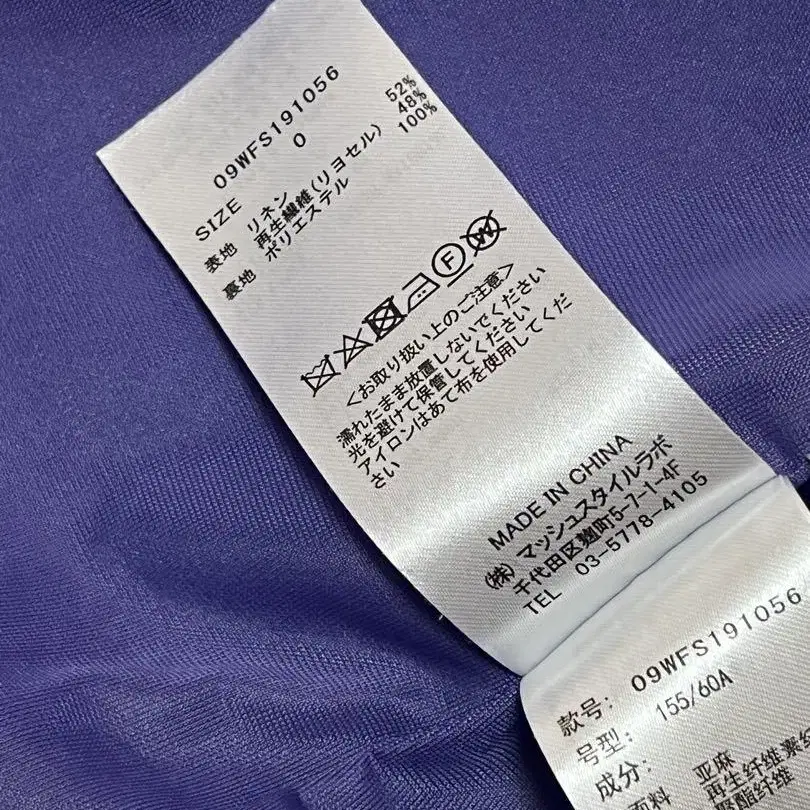 09WFS191056
SIZE 0
表地 リネン 52%
再生繊維(リヨセル) 48%
裏地 ポリエステル 100%
F
W
<お取り扱い上のご注意>
濡れたまま放置しないでください
光を避けて保管してください
アイロンはあて布を使用してくだ
さい
MADE IN CHINA
(株) マッシュスタイルラボ
千代田区麹町5-7-1-4F
TEL 03-5778-4105
款号: 09WFS191056
号型: 155/60A
成分:
面料 亚麻
再生纤维素